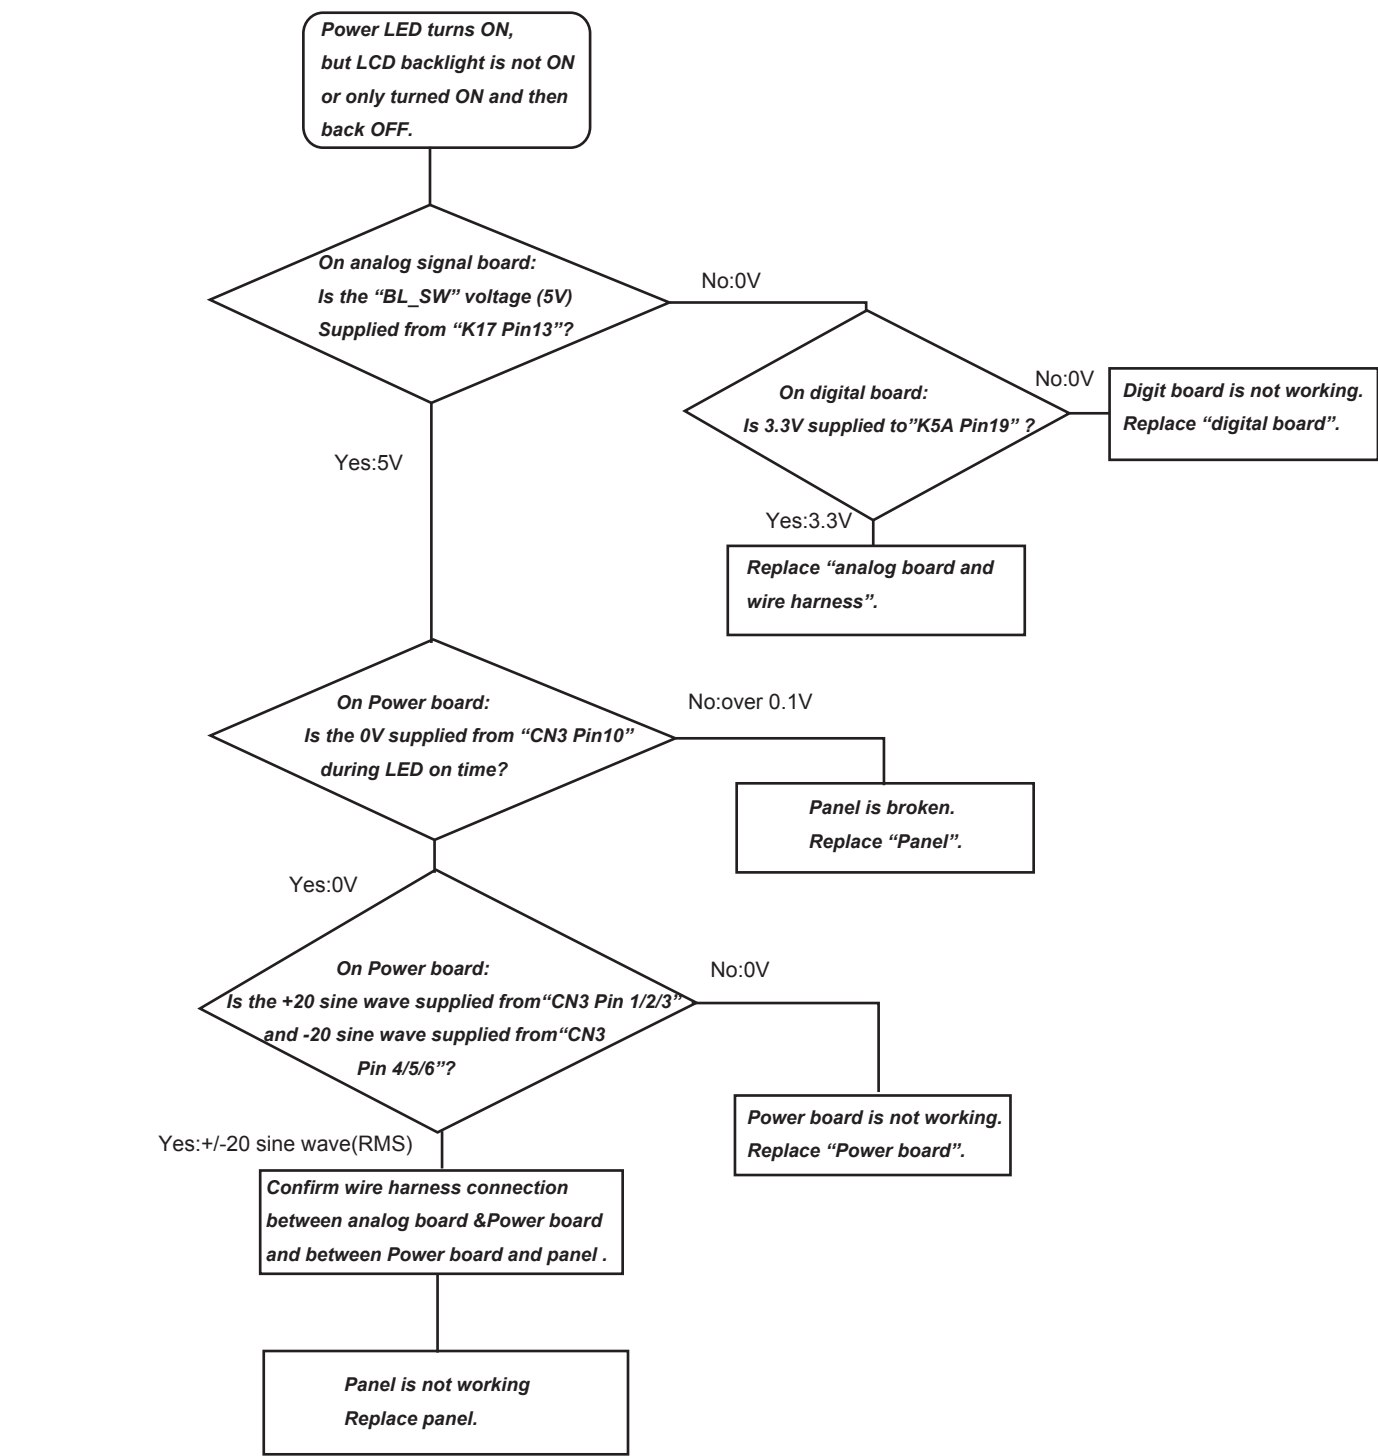 Power LED turns ON,
but LCD backlight is not ON
or only turned ON and then
back OFF.
On analog signal board:
Is the “BL_SW” voltage (5V)
Supplied from “K17 Pin13”?
No:0V
On digital board:
Is 3.3V supplied to”K5A Pin19” ?
No:0V
Digit board is not working.
Replace “digital board”.
Yes:5V
Yes:3.3V
Replace “analog board and
wire harness”.
On Power board:
Is the 0V supplied from “CN3 Pin10”
during LED on time?
No:over 0.1V
Panel is broken.
Replace “Panel”.
Yes:0V
On Power board:
Is the +20 sine wave supplied from“CN3 Pin 1/2/3”
and -20 sine wave supplied from“CN3
Pin 4/5/6”?
No:0V
Power board is not working.
Replace “Power board”.
Yes:+/-20 sine wave(RMS)
Confirm wire harness connection
between analog board &Power board
and between Power board and panel .
Panel is not working
Replace panel.